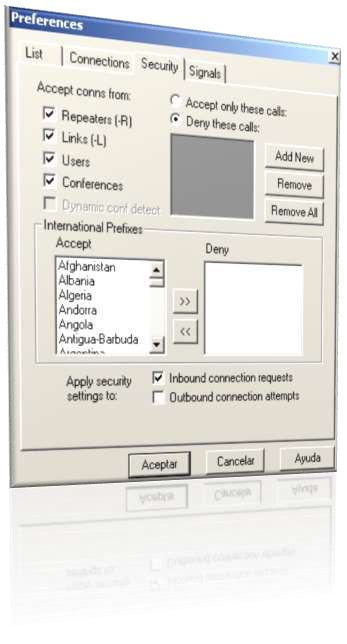 Preferences
List
Connections
Security
Signals
Accept conns from:
Repeaters (-R)
Links (-L)
Users
Conferences
Dynamic conf detect
Accept only these calls:
Deny these calls:
Add New
Remove
Remove All
International Prefixes
Accept
Afghanistan
Albania
Algeria
Andorra
Angola
Antigua-Barbuda
Argentina
>>
<<
Deny
Apply security
settings to:
Inbound connection requests
Outbound connection attempts
Aceptar
Cancelar
Ayuda